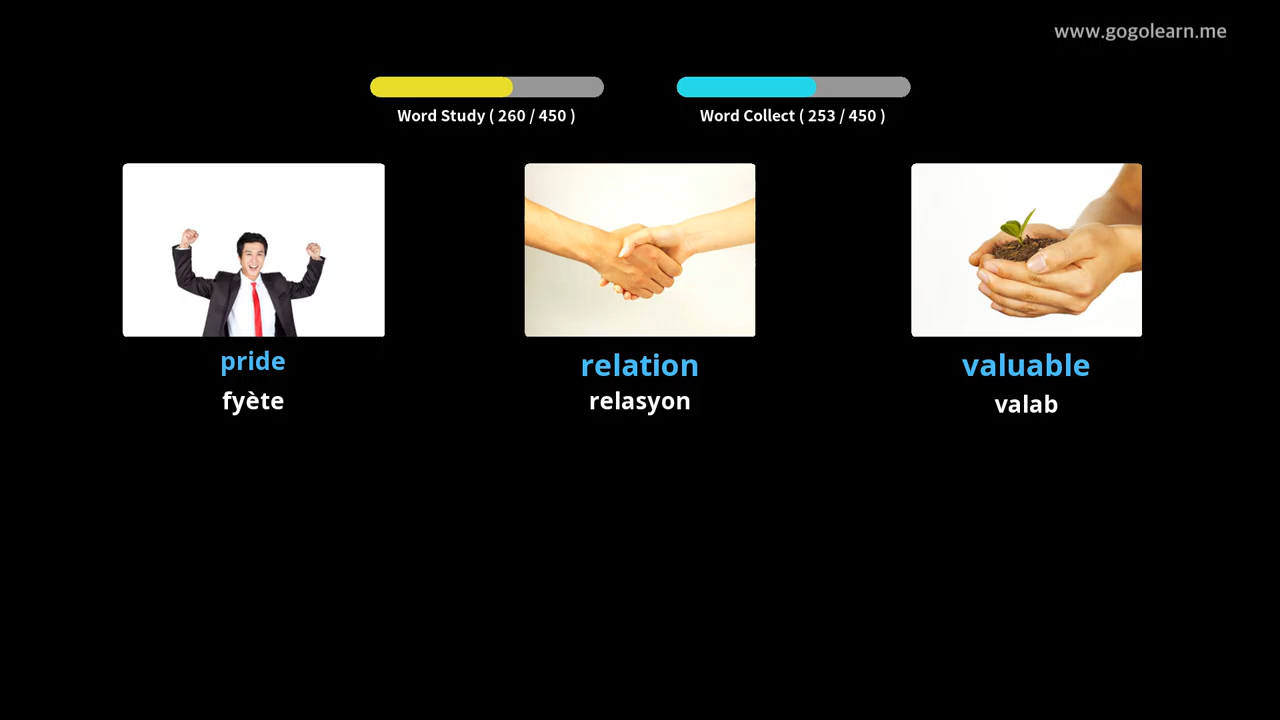 www.gogolearn.me
Word Study ( 260 / 450 )
Word Collect ( 253 / 450 )
pride
fyète
relation
relasyon
valuable
valab